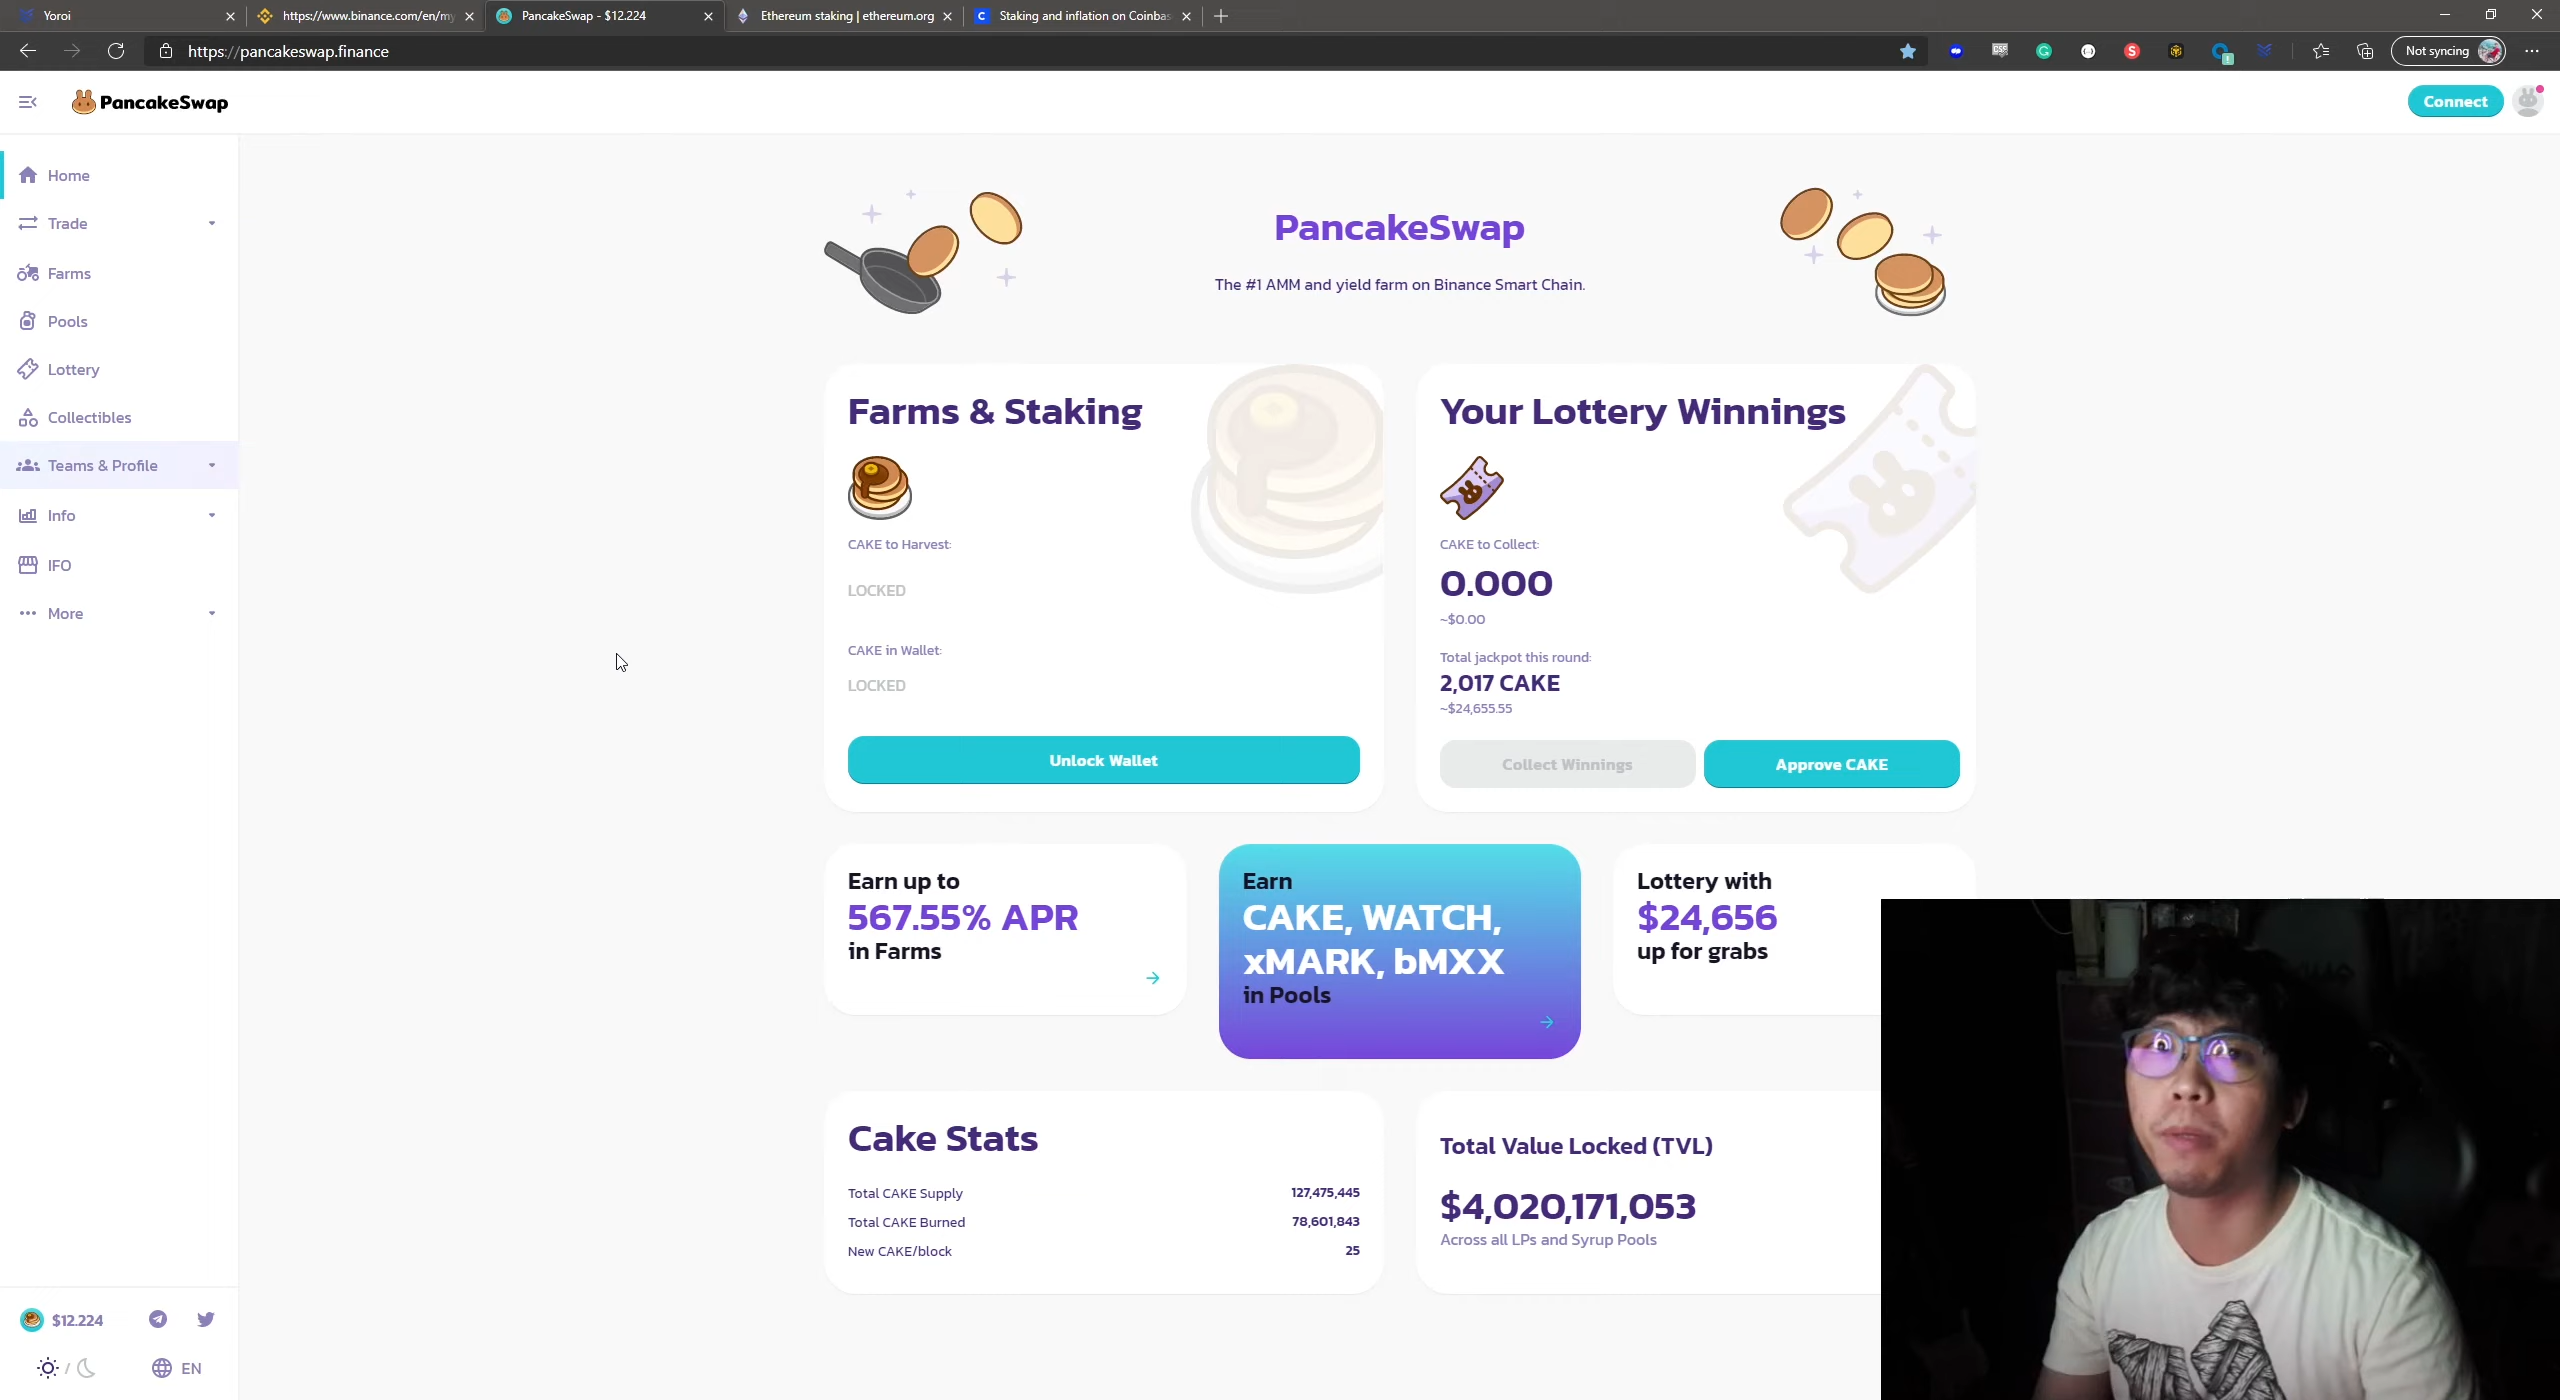 Yoroi
https://www.binance.com/en/my
PancakeSwap - $12.224
Ethereum staking | ethereum.org
Staking and inflation on Coinbas
https://pancakeswap.finance
Not syncing
PancakeSwap
Connect
Home
Trade
Farms
Pools
Lottery
Collectibles
Teams & Profile
Info
IFO
More
$12.224
/
EN
PancakeSwap
The #1 AMM and yield farm on Binance Smart Chain.
Farms & Staking
CAKE to Harvest:
LOCKED
CAKE in Wallet:
LOCKED
Unlock Wallet
Your Lottery Winnings
CAKE to Collect:
0.000
~$0.00
Total jackpot this round:
2,017 CAKE
~$24,655.55
Collect Winnings
Approve CAKE
Earn up to
567.55% APR
in Farms
Earn
CAKE, WATCH,
xMARK, bMXX
in Pools
Lottery with
$24,656
up for grabs
Cake Stats
Total CAKE Supply 127,475,445
Total CAKE Burned 78,601,843
New CAKE/block 25
Total Value Locked (TVL)
$4,020,171,053
Across all LPs and Syrup Pools